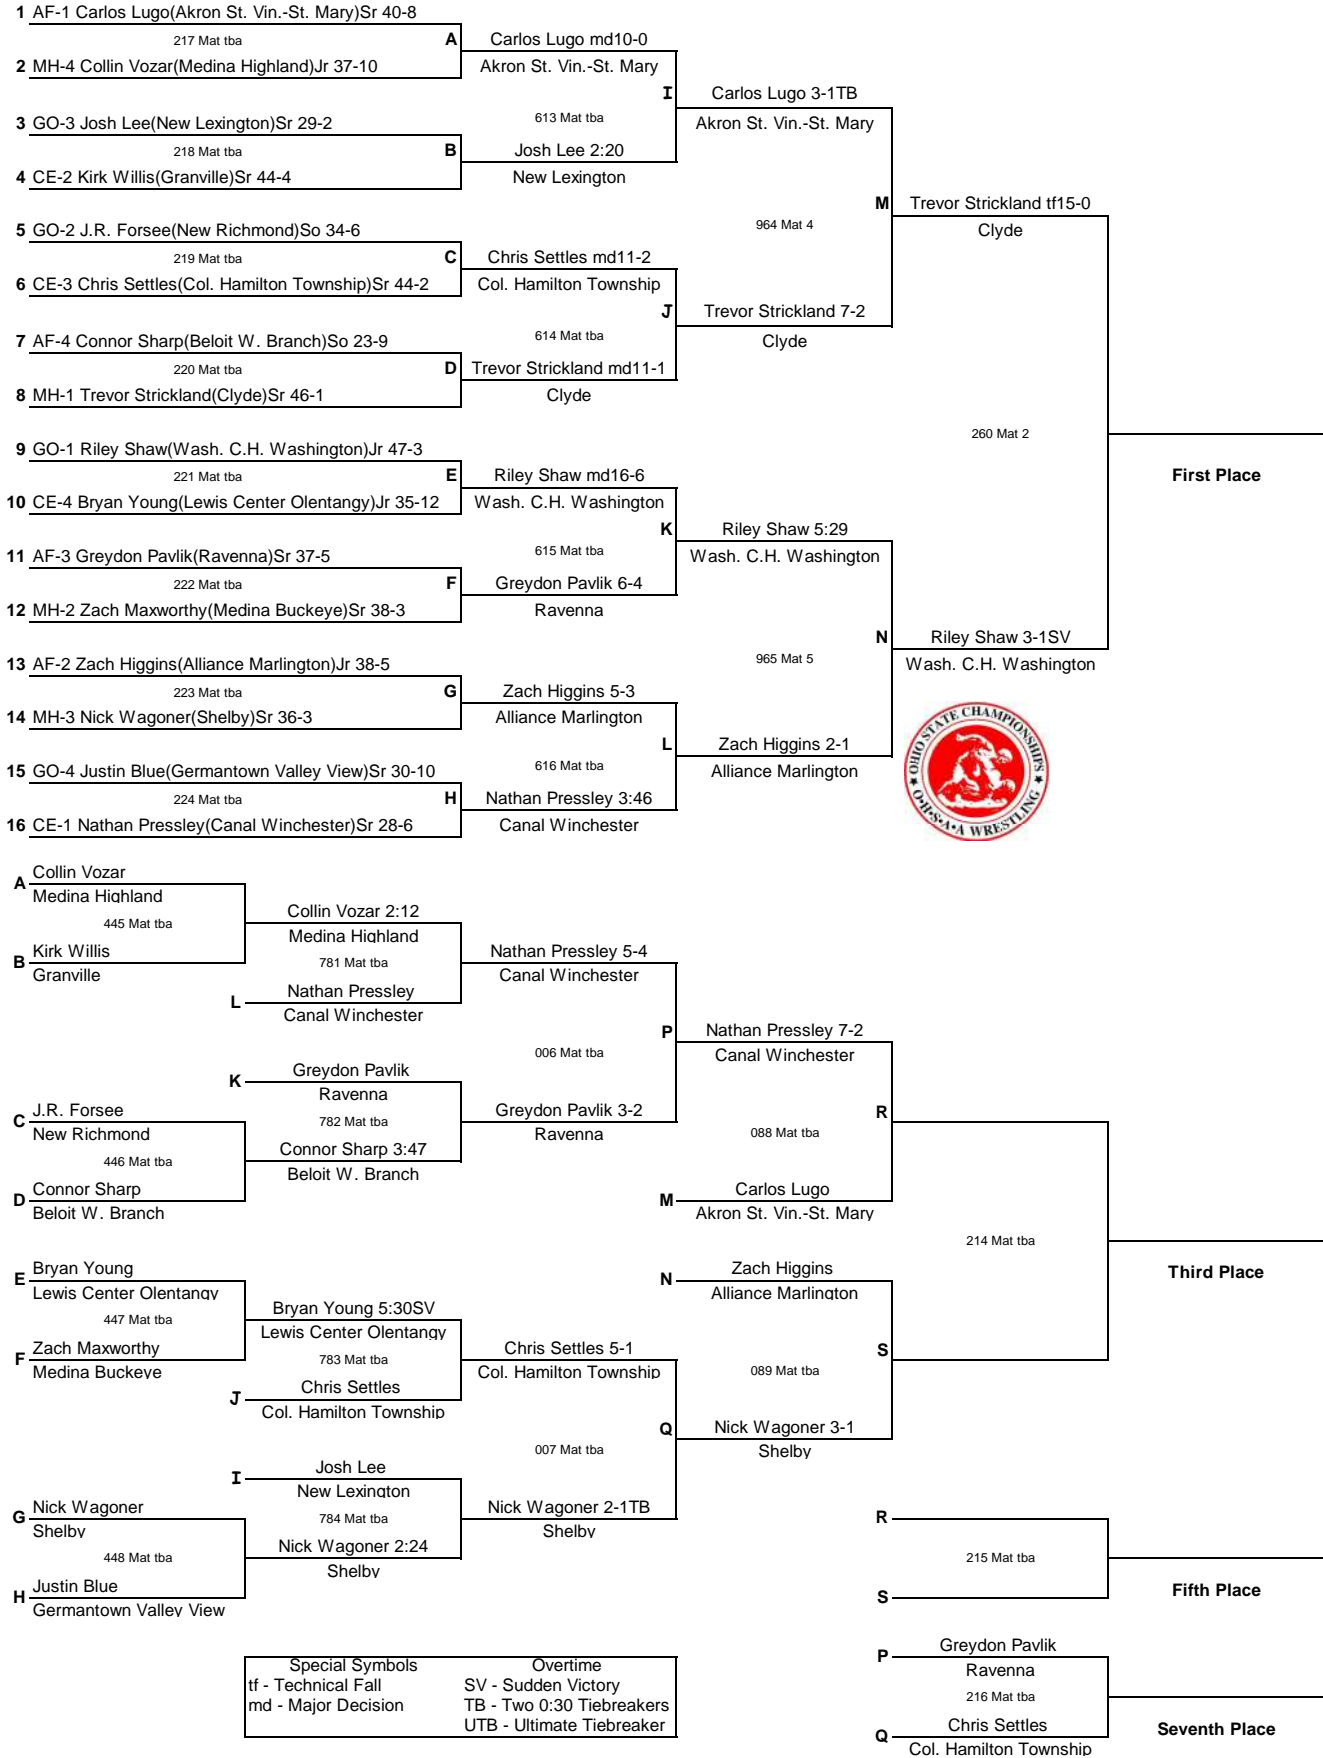 1 AF-1 Carlos Lugo(Akron St. Vin.-St. Mary)Sr 40-8
217 Mat tba
A
2 MH-4 Collin Vozar(Medina Highland)Jr 37-10
Carlos Lugo md10-0
Akron St. Vin.-St. Mary
3 GO-3 Josh Lee(New Lexington)Sr 29-2
218 Mat tba
B
4 CE-2 Kirk Willis(Granville)Sr 44-4
613 Mat tba
I
Josh Lee 2:20
New Lexington
Carlos Lugo 3-1TB
Akron St. Vin.-St. Mary
5 GO-2 J.R. Forsee(New Richmond)So 34-6
219 Mat tba
C
6 CE-3 Chris Settles(Col. Hamilton Township)Sr 44-2
Chris Settles md11-2
Col. Hamilton Township
7 AF-4 Connor Sharp(Beloit W. Branch)So 23-9
220 Mat tba
D
8 MH-1 Trevor Strickland(Clyde)Sr 46-1
614 Mat tba
J
Trevor Strickland md11-1
Clyde
Trevor Strickland 7-2
Clyde
964 Mat 4
M
Trevor Strickland tf15-0
Clyde
9 GO-1 Riley Shaw(Wash. C.H. Washington)Jr 47-3
221 Mat tba
E
10 CE-4 Bryan Young(Lewis Center Olentangy)Jr 35-12
Riley Shaw md16-6
Wash. C.H. Washington
11 AF-3 Greydon Pavlik(Ravenna)Sr 37-5
222 Mat tba
F
12 MH-2 Zach Maxworthy(Medina Buckeye)Sr 38-3
615 Mat tba
K
Greydon Pavlik 6-4
Ravenna
Riley Shaw 5:29
Wash. C.H. Washington
13 AF-2 Zach Higgins(Alliance Marlington)Jr 38-5
223 Mat tba
G
14 MH-3 Nick Wagoner(Shelby)Sr 36-3
Zach Higgins 5-3
Alliance Marlington
15 GO-4 Justin Blue(Germantown Valley View)Sr 30-10
224 Mat tba
H
16 CE-1 Nathan Pressley(Canal Winchester)Sr 28-6
616 Mat tba
L
Nathan Pressley 3:46
Canal Winchester
Zach Higgins 2-1
Alliance Marlington
965 Mat 5
N
Riley Shaw 3-1SV
Wash. C.H. Washington
260 Mat 2
First Place
OHIO STATE CHAMPIONSHIPS
O·H·S·A·A WRESTLING
A Collin Vozar
Medina Highland
445 Mat tba
B Kirk Willis
Granville
Collin Vozar 2:12
Medina Highland
781 Mat tba
L Nathan Pressley
Canal Winchester
Nathan Pressley 5-4
Canal Winchester
K Greydon Pavlik
Ravenna
C J.R. Forsee
New Richmond
446 Mat tba
D Connor Sharp
Beloit W. Branch
782 Mat tba
Connor Sharp 3:47
Beloit W. Branch
006 Mat tba
P
Greydon Pavlik 3-2
Ravenna
Nathan Pressley 7-2
Canal Winchester
088 Mat tba
R
M Carlos Lugo
Akron St. Vin.-St. Mary
E Bryan Young
Lewis Center Olentangy
447 Mat tba
F Zach Maxworthy
Medina Buckeye
Bryan Young 5:30SV
Lewis Center Olentangy
783 Mat tba
J Chris Settles
Col. Hamilton Township
Chris Settles 5-1
Col. Hamilton Township
N Zach Higgins
Alliance Marlington
089 Mat tba
S
214 Mat tba
Third Place
I Josh Lee
New Lexington
G Nick Wagoner
Shelby
448 Mat tba
H Justin Blue
Germantown Valley View
784 Mat tba
Nick Wagoner 2:24
Shelby
007 Mat tba
Q
Nick Wagoner 2-1TB
Shelby
Nick Wagoner 3-1
Shelby
R
215 Mat tba
S
Fifth Place
Special Symbols
tf - Technical Fall
md - Major Decision
Overtime
SV - Sudden Victory
TB - Two 0:30 Tiebreakers
UTB - Ultimate Tiebreaker
P Greydon Pavlik
Ravenna
216 Mat tba
Q Chris Settles
Col. Hamilton Township
Seventh Place